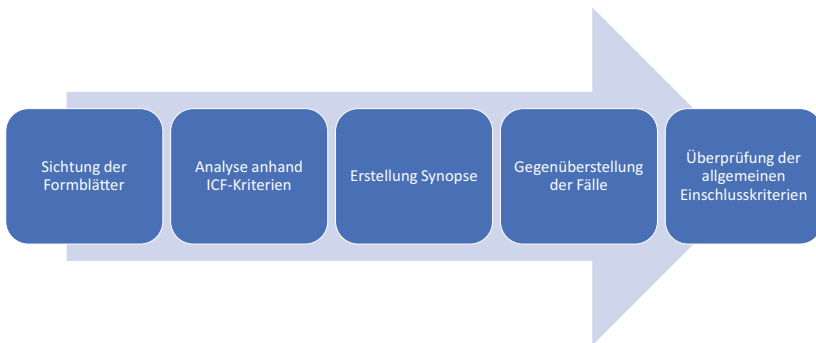 Sichtung der
Formblätter
Analyse anhand
ICF-Kriterien
Erstellung Synopse
Gegenüberstellung
der Fälle
Überprüfung der
allgemeinen
Einschlusskriterien